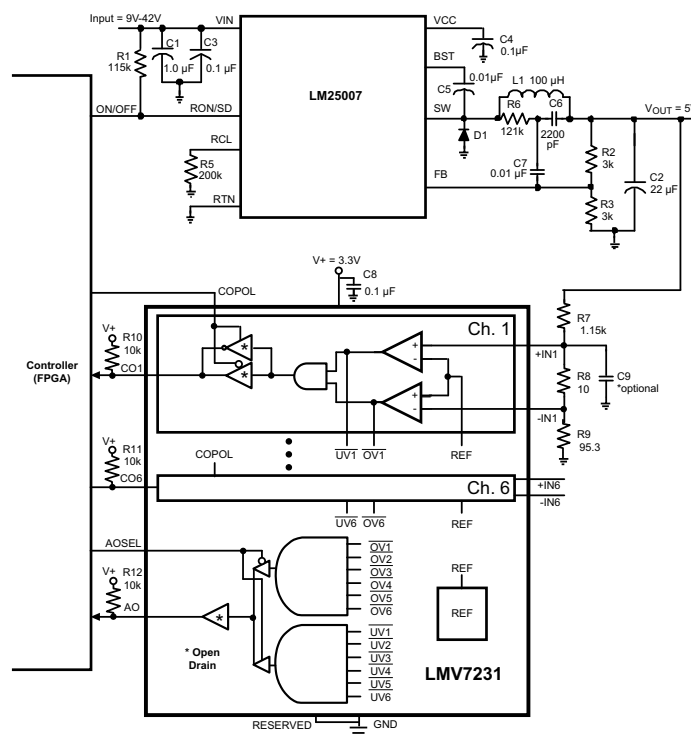 Input = 9V-42V
VIN
R1
115k
C1
1.0 µF
C3
0.1 µF
ON/OFF
RON/SD
RCL
R5
200k
RTN
LM25007
VCC
C4
0.1µF
BST
0.01µF
C5
L1 100 µH
SW
R6
121k
C6
2200
pF
D1
C7
0.01 µF
FB
VOUT = 5V
R2
3k
R3
3k
C2
22 µF
V+ = 3.3V
C8
0.1 µF
COPOL
Controller
(FPGA)
V+
R10
10k
CO1
*
*
+
-
+
-
Ch. 1
UV1
OV1
REF
R7
1.15k
+IN1
R8
10
C9
*optional
-IN1
R9
95.3
V+
R11
10k
CO6
COPOL
Ch. 6
+IN6
-IN6
UV6
OV6
REF
AOSEL
V+
R12
10k
AO
*
* Open
Drain
OV1
OV2
OV3
OV4
OV5
OV6
UV1
UV2
UV3
UV4
UV5
UV6
REF
REF
LMV7231
RESERVED
GND